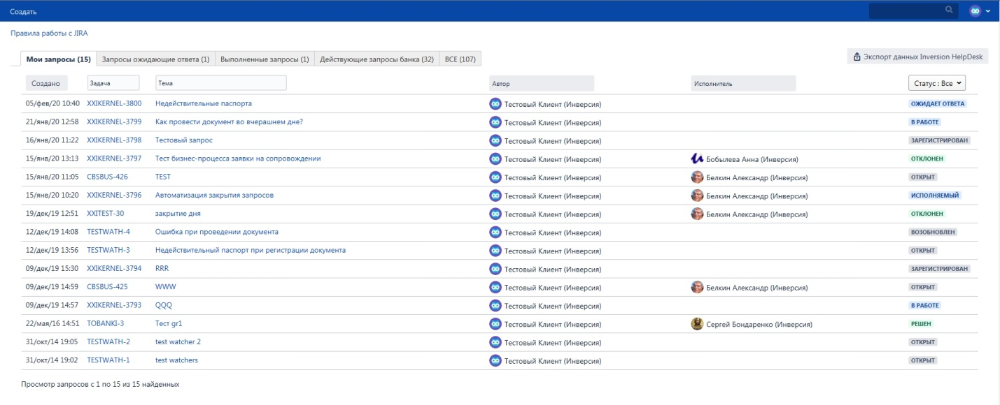 Создать
Правила работы с JIRA
Мои запросы (15) Запросы ожидающие ответа (1) Выполненные запросы (1) Действующие запросы банка (32) ВСЕ (107) Экспорт данных Inversion HelpDesk
Создано Задача Тема Автор Исполнитель Статус : Все
05/фев/20 10:40 XXIKERNEL-3800 Недействительные паспорта Тестовый Клиент (Инверсия) ОЖИДАЕТ ОТВЕТА
21/янв/20 12:58 XXIKERNEL-3799 Как провести документ во вчерашнем дне? Тестовый Клиент (Инверсия) В РАБОТЕ
16/янв/20 11:22 XXIKERNEL-3798 Тестовый запрос Тестовый Клиент (Инверсия) ЗАРЕГИСТРИРОВАН
15/янв/20 13:13 XXIKERNEL-3797 Тест бизнес-процесса заявки на сопровождении Тестовый Клиент (Инверсия) Бобылева Анна (Инверсия) ОТКЛОНЕН
15/янв/20 11:05 CBSBUS-426 TEST Тестовый Клиент (Инверсия) Белкин Александр (Инверсия) ОТКРЫТ
15/янв/20 10:20 XXIKERNEL-3796 Автоматизация закрытия запросов Тестовый Клиент (Инверсия) Белкин Александр (Инверсия) ИСПОЛНЯЕМЫЙ
19/дек/19 12:51 XXITEST-30 закрытие дня Тестовый Клиент (Инверсия) Белкин Александр (Инверсия) ОТКЛОНЕН
12/дек/19 14:08 TESTWATH-4 Ошибка при проведении документа Тестовый Клиент (Инверсия) ВОЗОБНОВЛЕН
12/дек/19 13:56 TESTWATH-3 Недействительный паспорт при регистрации документа Тестовый Клиент (Инверсия) ОТКРЫТ
09/дек/19 15:30 XXIKERNEL-3794 RRR Тестовый Клиент (Инверсия) ЗАРЕГИСТРИРОВАН
09/дек/19 14:59 CBSBUS-425 WWW Тестовый Клиент (Инверсия) Белкин Александр (Инверсия) ОТКРЫТ
09/дек/19 14:57 XXIKERNEL-3793 QQQ Тестовый Клиент (Инверсия) В РАБОТЕ
22/мая/16 14:51 TOBANKI-3 Тест gr1 Тестовый Клиент (Инверсия) Сергей Бондаренко (Инверсия) РЕШЕН
31/окт/14 19:05 TESTWATH-2 test watcher 2 Тестовый Клиент (Инверсия) ОТКРЫТ
31/окт/14 19:02 TESTWATH-1 test watchers Тестовый Клиент (Инверсия) ОТКРЫТ
Просмотр запросов с 1 по 15 из 15 найденных